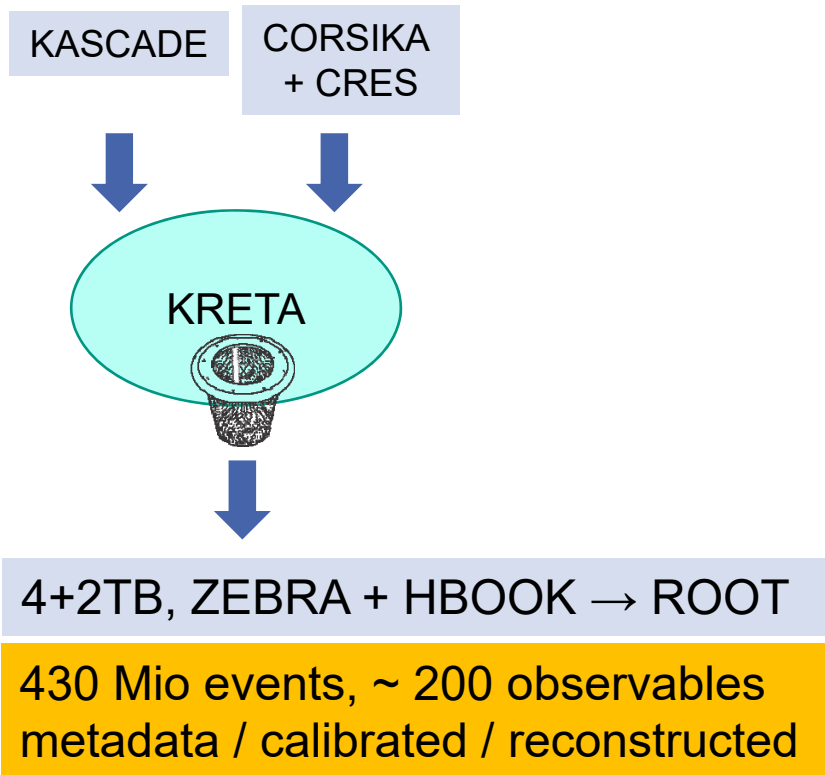 KASCADE
CORSIKA
+ CRES
KRETA
4+2TB, ZEBRA + HBOOK → ROOT
430 Mio events, ~ 200 observables
metadata / calibrated / reconstructed